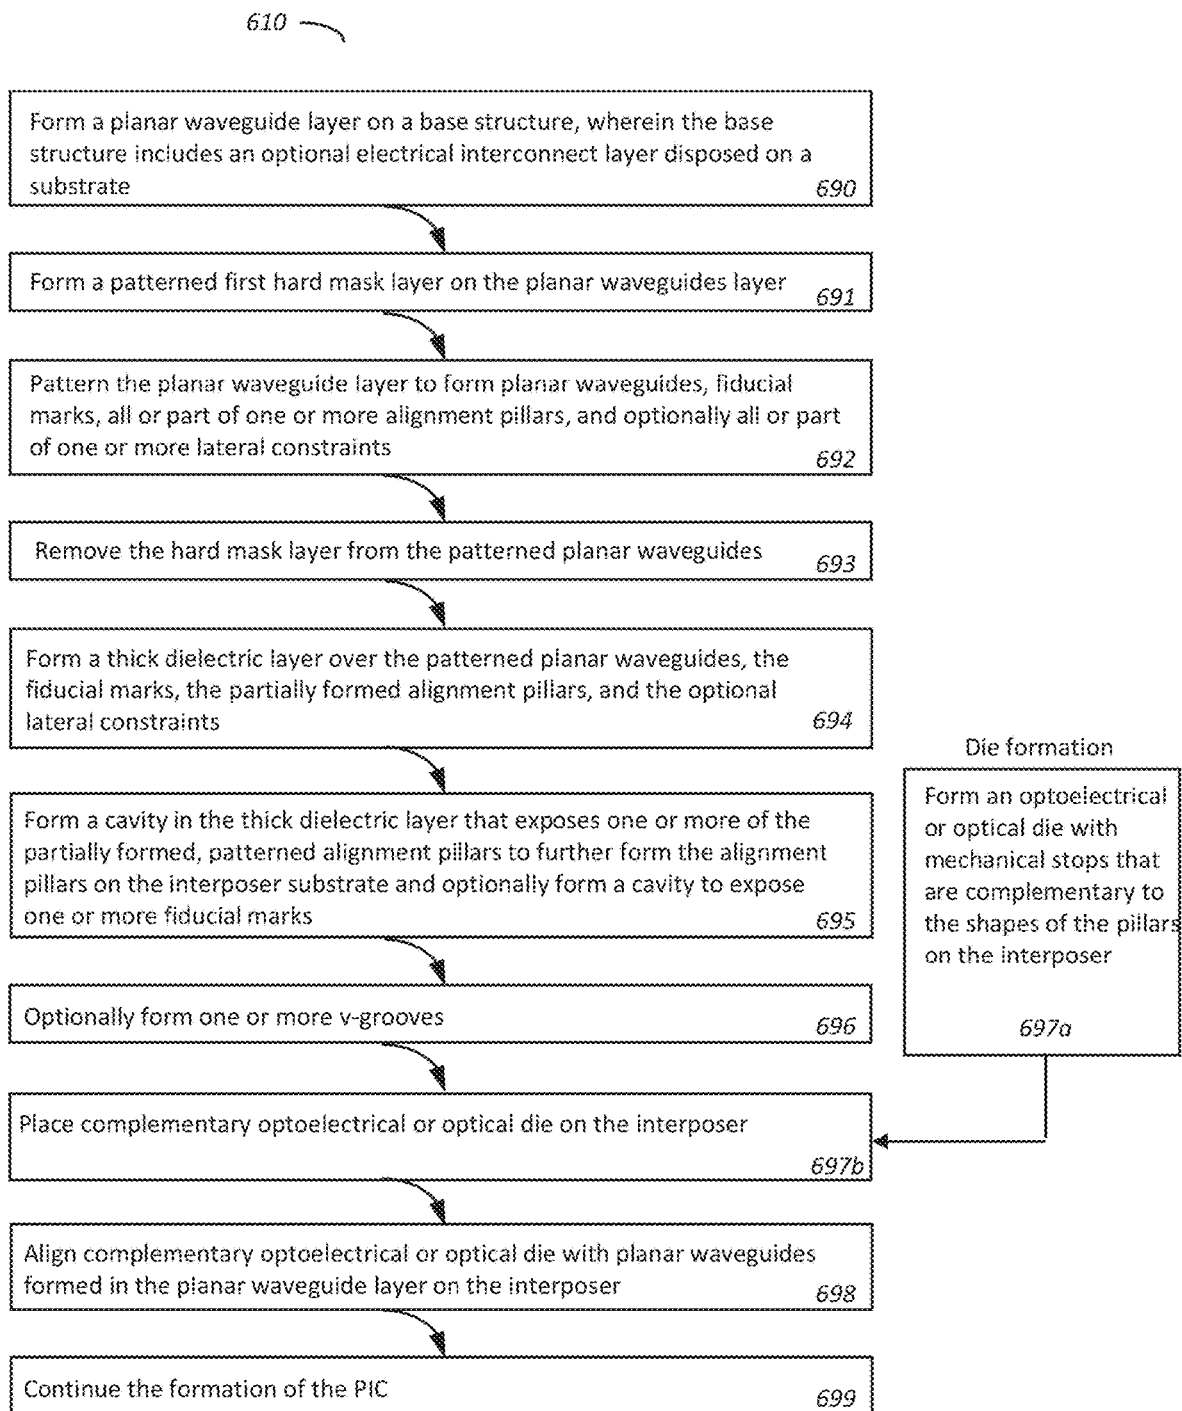 610
Form a planar waveguide layer on a base structure, wherein the base
structure includes an optional electrical interconnect layer disposed on a
substrate
690
Form a patterned first hard mask layer on the planar waveguides layer
691
Pattern the planar waveguide layer to form planar waveguides, fiducial
marks, all or part of one or more alignment pillars, and optionally all or part
of one or more lateral constraints
692
Remove the hard mask layer from the patterned planar waveguides
693
Form a thick dielectric layer over the patterned planar waveguides, the
fiducial marks, the partially formed alignment pillars, and the optional
lateral constraints
694
Form a cavity in the thick dielectric layer that exposes one or more of the
partially formed, patterned alignment pillars to further form the alignment
pillars on the interposer substrate and optionally form a cavity to expose
one or more fiducial marks
695
Optionally form one or more v-grooves
696
Die formation
Form an optoelectrical
or optical die with
mechanical stops that
are complementary to
the shapes of the pillars
on the interposer
697a
Place complementary optoelectrical or optical die on the interposer
697b
Align complementary optoelectrical or optical die with planar waveguides
formed in the planar waveguide layer on the interposer
698
Continue the formation of the PIC
699